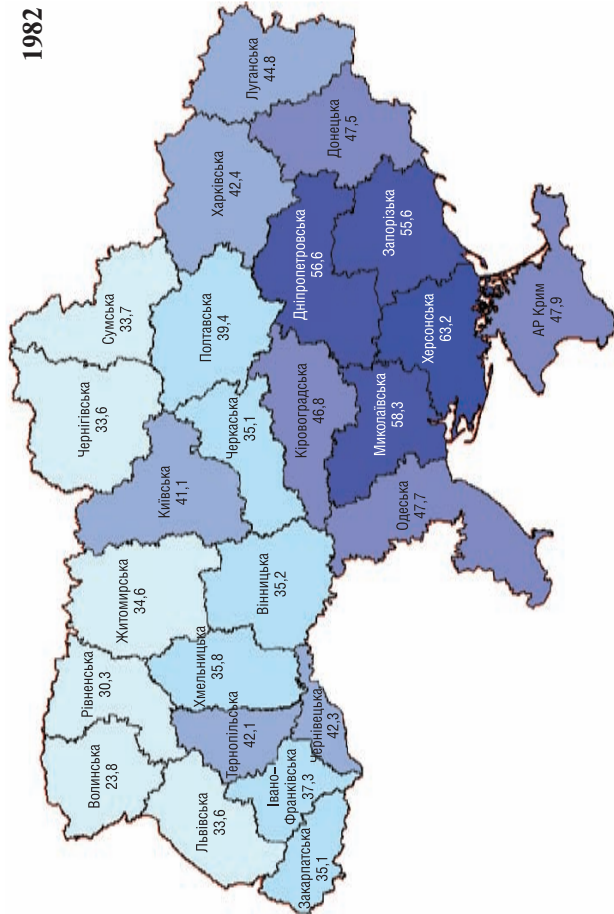 1982
Волинська
23,8
Рівненська
30,3
Житомирська
34,6
Київська
41,1
Чернігівська
33,6
Сумська
33,7
Львівська
33,6
Тернопільська
42,1
Хмельницька
35,8
Вінницька
35,2
Черкаська
35,1
Полтавська
39,4
Харківська
42,4
Луганська
44.8
Закарпатська
35,1
Івано–
Франківська
37,3
Чернівецька
42,3
Кіровоградська
46,8
Дніпропетровська
56,6
Донецька
47,5
Одеська
47,7
Миколаївська
58,3
Херсонська
63,2
Запорізька
55,6
АР Крим
47,9